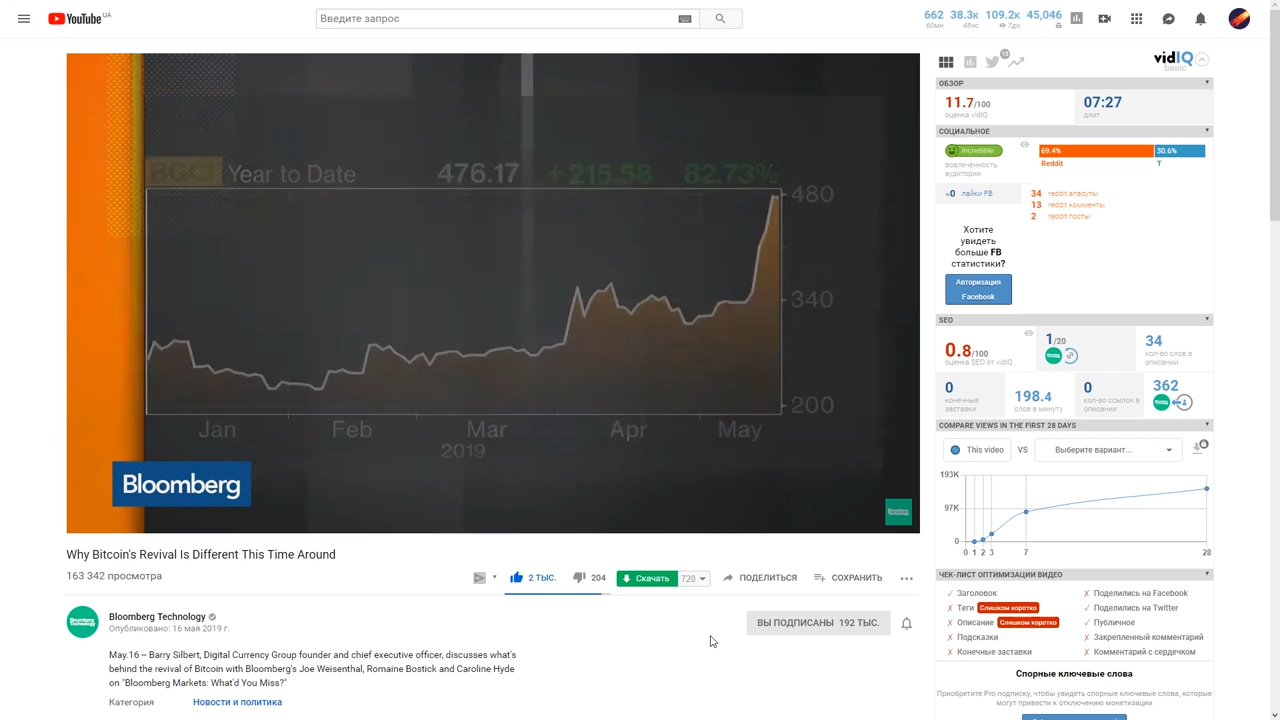 YouTube UA
Введите запрос
662 38.3к 109.2к 45,046
60мн 48чс 7дн
Year to Date 476.17 215.58 82.73%
480
340
200
Jan Feb Mar Apr May
2019
Bloomberg
Why Bitcoin's Revival Is Different This Time Around
163 342 просмотра
2 ТЫС. 204 Скачать 720 ПОДЕЛИТЬСЯ СОХРАНИТЬ
Bloomberg Technology
Опубликовано: 16 мая 2019 г.
ВЫ ПОДПИСАНЫ 192 ТЫС.
May.16 -- Barry Silbert, Digital Currency Group founder and chief executive officer, discusses what's
behind the revival of Bitcoin with Bloomberg's Joe Weisenthal, Romaine Bostick and Caroline Hyde
on "Bloomberg Markets: What'd You Miss?"
Категория Новости и политика
15
vidIQ
basic
ОБЗОР
11.7/100
оценка vidIQ
07:27
длит.
СОЦИАЛЬНОЕ
Incredible
вовлеченность
аудитории
69.4% 30.6%
Reddit T
≈0 лайки FB
34 reddit апвоуты
13 reddit комменты
2 reddit посты
Хотите
увидеть
больше FB
статистики?
Авторизация
Facebook
SEO
0.8/100
оценка SEO от vidIQ
1/20
34
кол-во слов в
описании
0
конечные
заставки
198.4
слов в минуту
0
кол-во ссылок в
описании
362
COMPARE VIEWS IN THE FIRST 28 DAYS
This video VS Выберите вариант...
193K
97K
0
0 1 2 3 7 28
ЧЕК-ЛИСТ ОПТИМИЗАЦИИ ВИДЕО
Заголовок
Теги Слишком коротко
Описание Слишком коротко
Подсказки
Конечные заставки
Поделились на Facebook
Поделились на Twitter
Публичное
Закрепленный комментарий
Комментарий с сердечком
Спорные ключевые слова
Приобретите Pro подписку, чтобы увидеть спорные ключевые слова, которые
могут привести к отключению монетизации